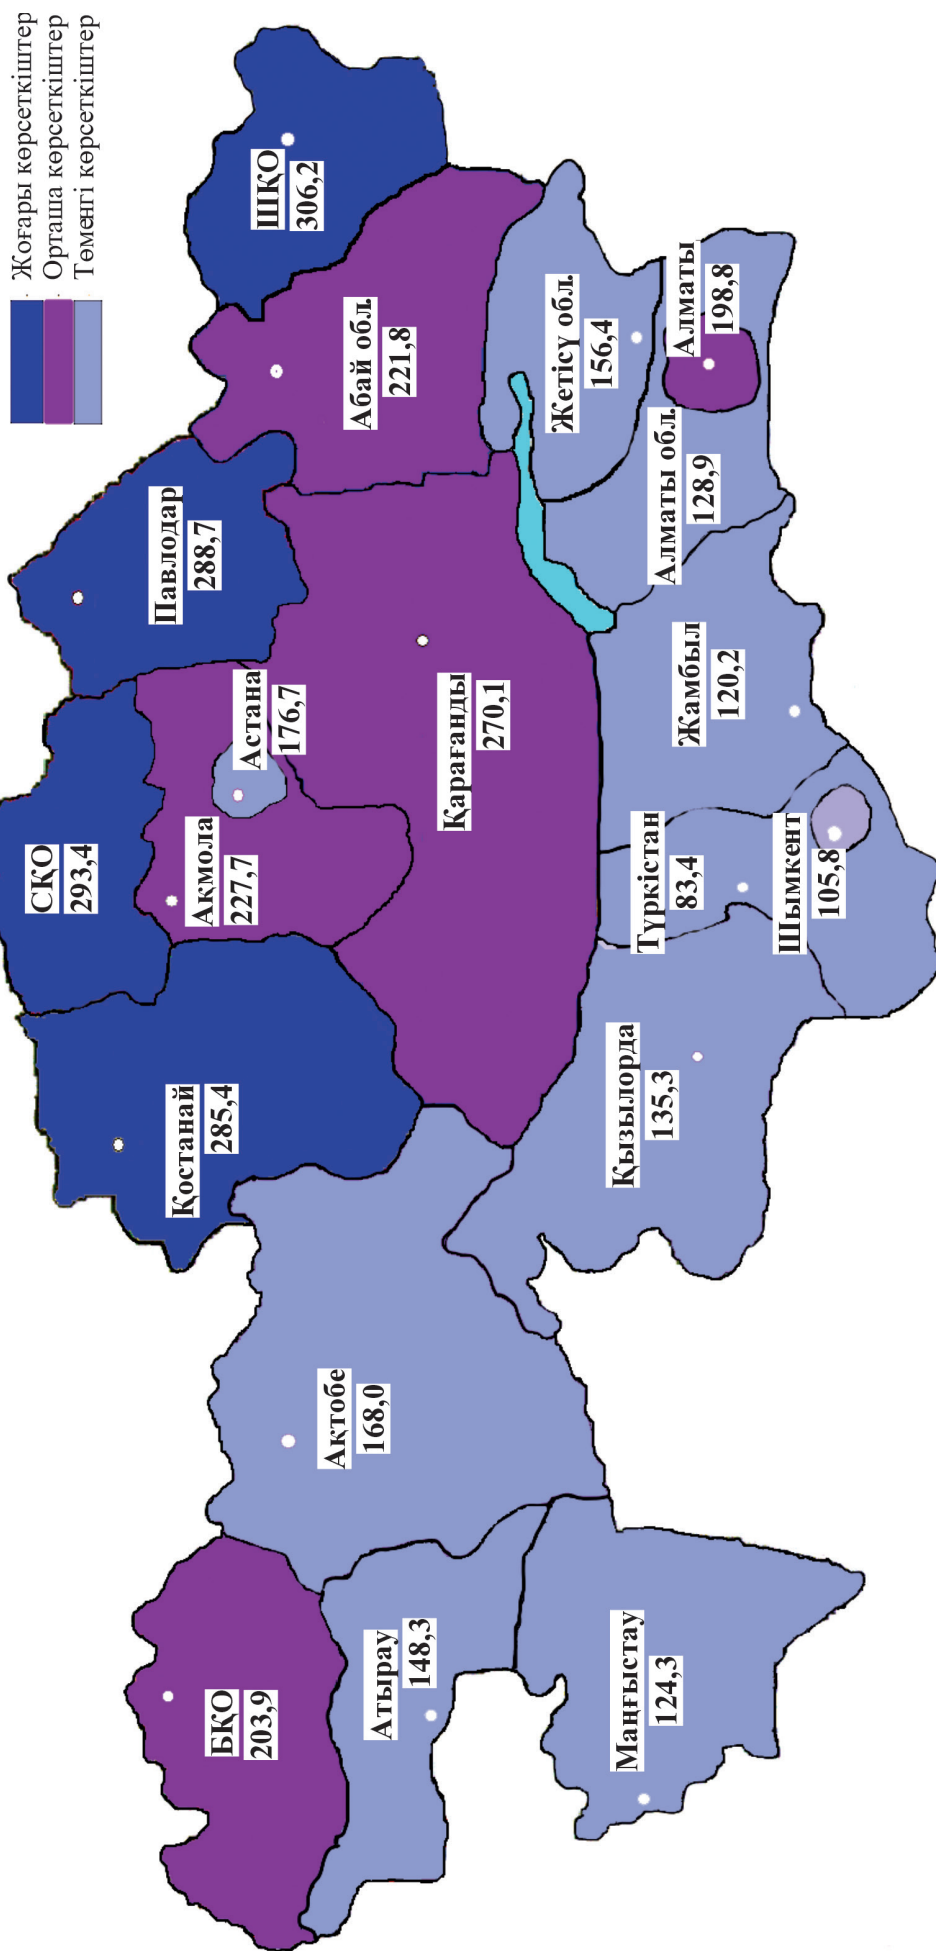 Жоғары көрсеткіштер
Орташа көрсеткіштер
Төменгі көрсеткіштер
БҚО
203,9
Атырау
148,3
Маңғыстау
124,3
Ақтобе
168,0
Қостанай
285,4
СҚО
293,4
Ақмола
227,7
Астана
176,7
Павлодар
288,7
Қарағанды
270,1
Қызылорда
135,3
Түркістан
83,4
Шымкент
105,8
Жамбыл
120,2
Абай обл.
221,8
ШҚО
306,2
Жетісу обл.
156,4
Алматы обл.
128,9
Алматы
198,8